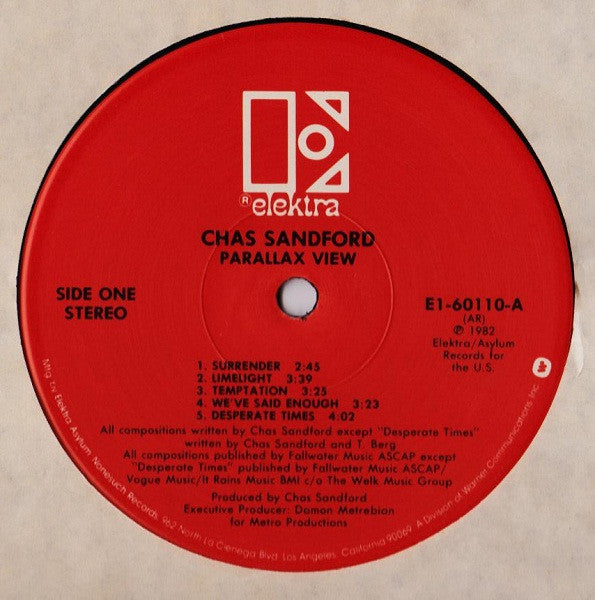 ® elektra
CHAS SANDFORD
PARALLAX VIEW
SIDE ONE
STEREO
E1-60110-A
(AR)
℗ 1982
Elektra/Asylum
Records for
the U.S.
1. SURRENDER 2:45
2. LIMELIGHT 3:39
3. TEMPTATION 3:25
4. WE'VE SAID ENOUGH 3:23
5. DESPERATE TIMES 4:02
All compositions written by Chas Sandford except "Desperate Times"
written by Chas Sandford and T. Berg
All compositions published by Fallwater Music ASCAP except
"Desperate Times" published by Fallwater Music ASCAP/
Vogue Music/It Rains Music BMI c/o The Welk Music Group
Produced by Chas Sandford
Executive Producer: Damon Metrebian
for Metro Productions
Mfg. by Elektra/Asylum/Nonesuch Records, 962 North La Cienega Blvd. Los Angeles, California 90069. A Division of Warner Communications Inc.